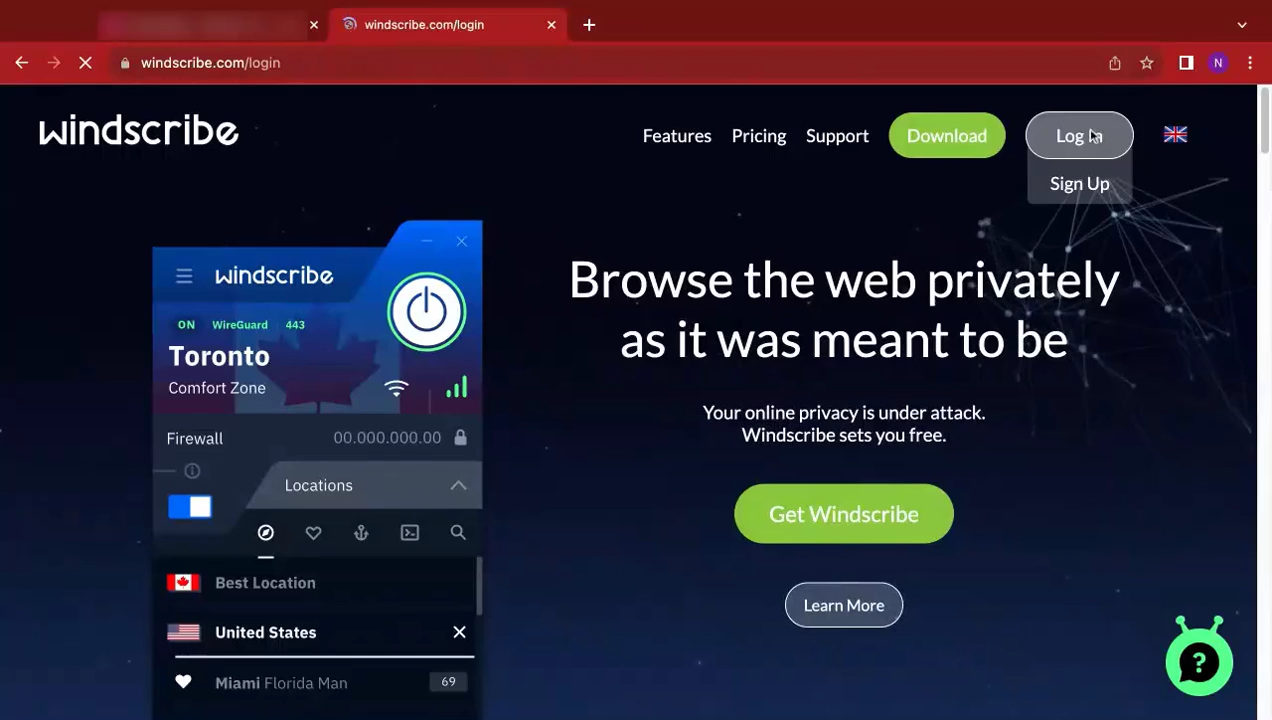 windscribe.com/login
windscribe.com/login
N
windscribe
Features
Pricing
Support
Download
Log In
Sign Up
windscribe
ON WireGuard 443
Toronto
Comfort Zone
Firewall 00.000.000.00
Locations
Best Location
United States
Miami Florida Man 69
Browse the web privately
as it was meant to be
Your online privacy is under attack.
Windscribe sets you free.
Get Windscribe
Learn More
?